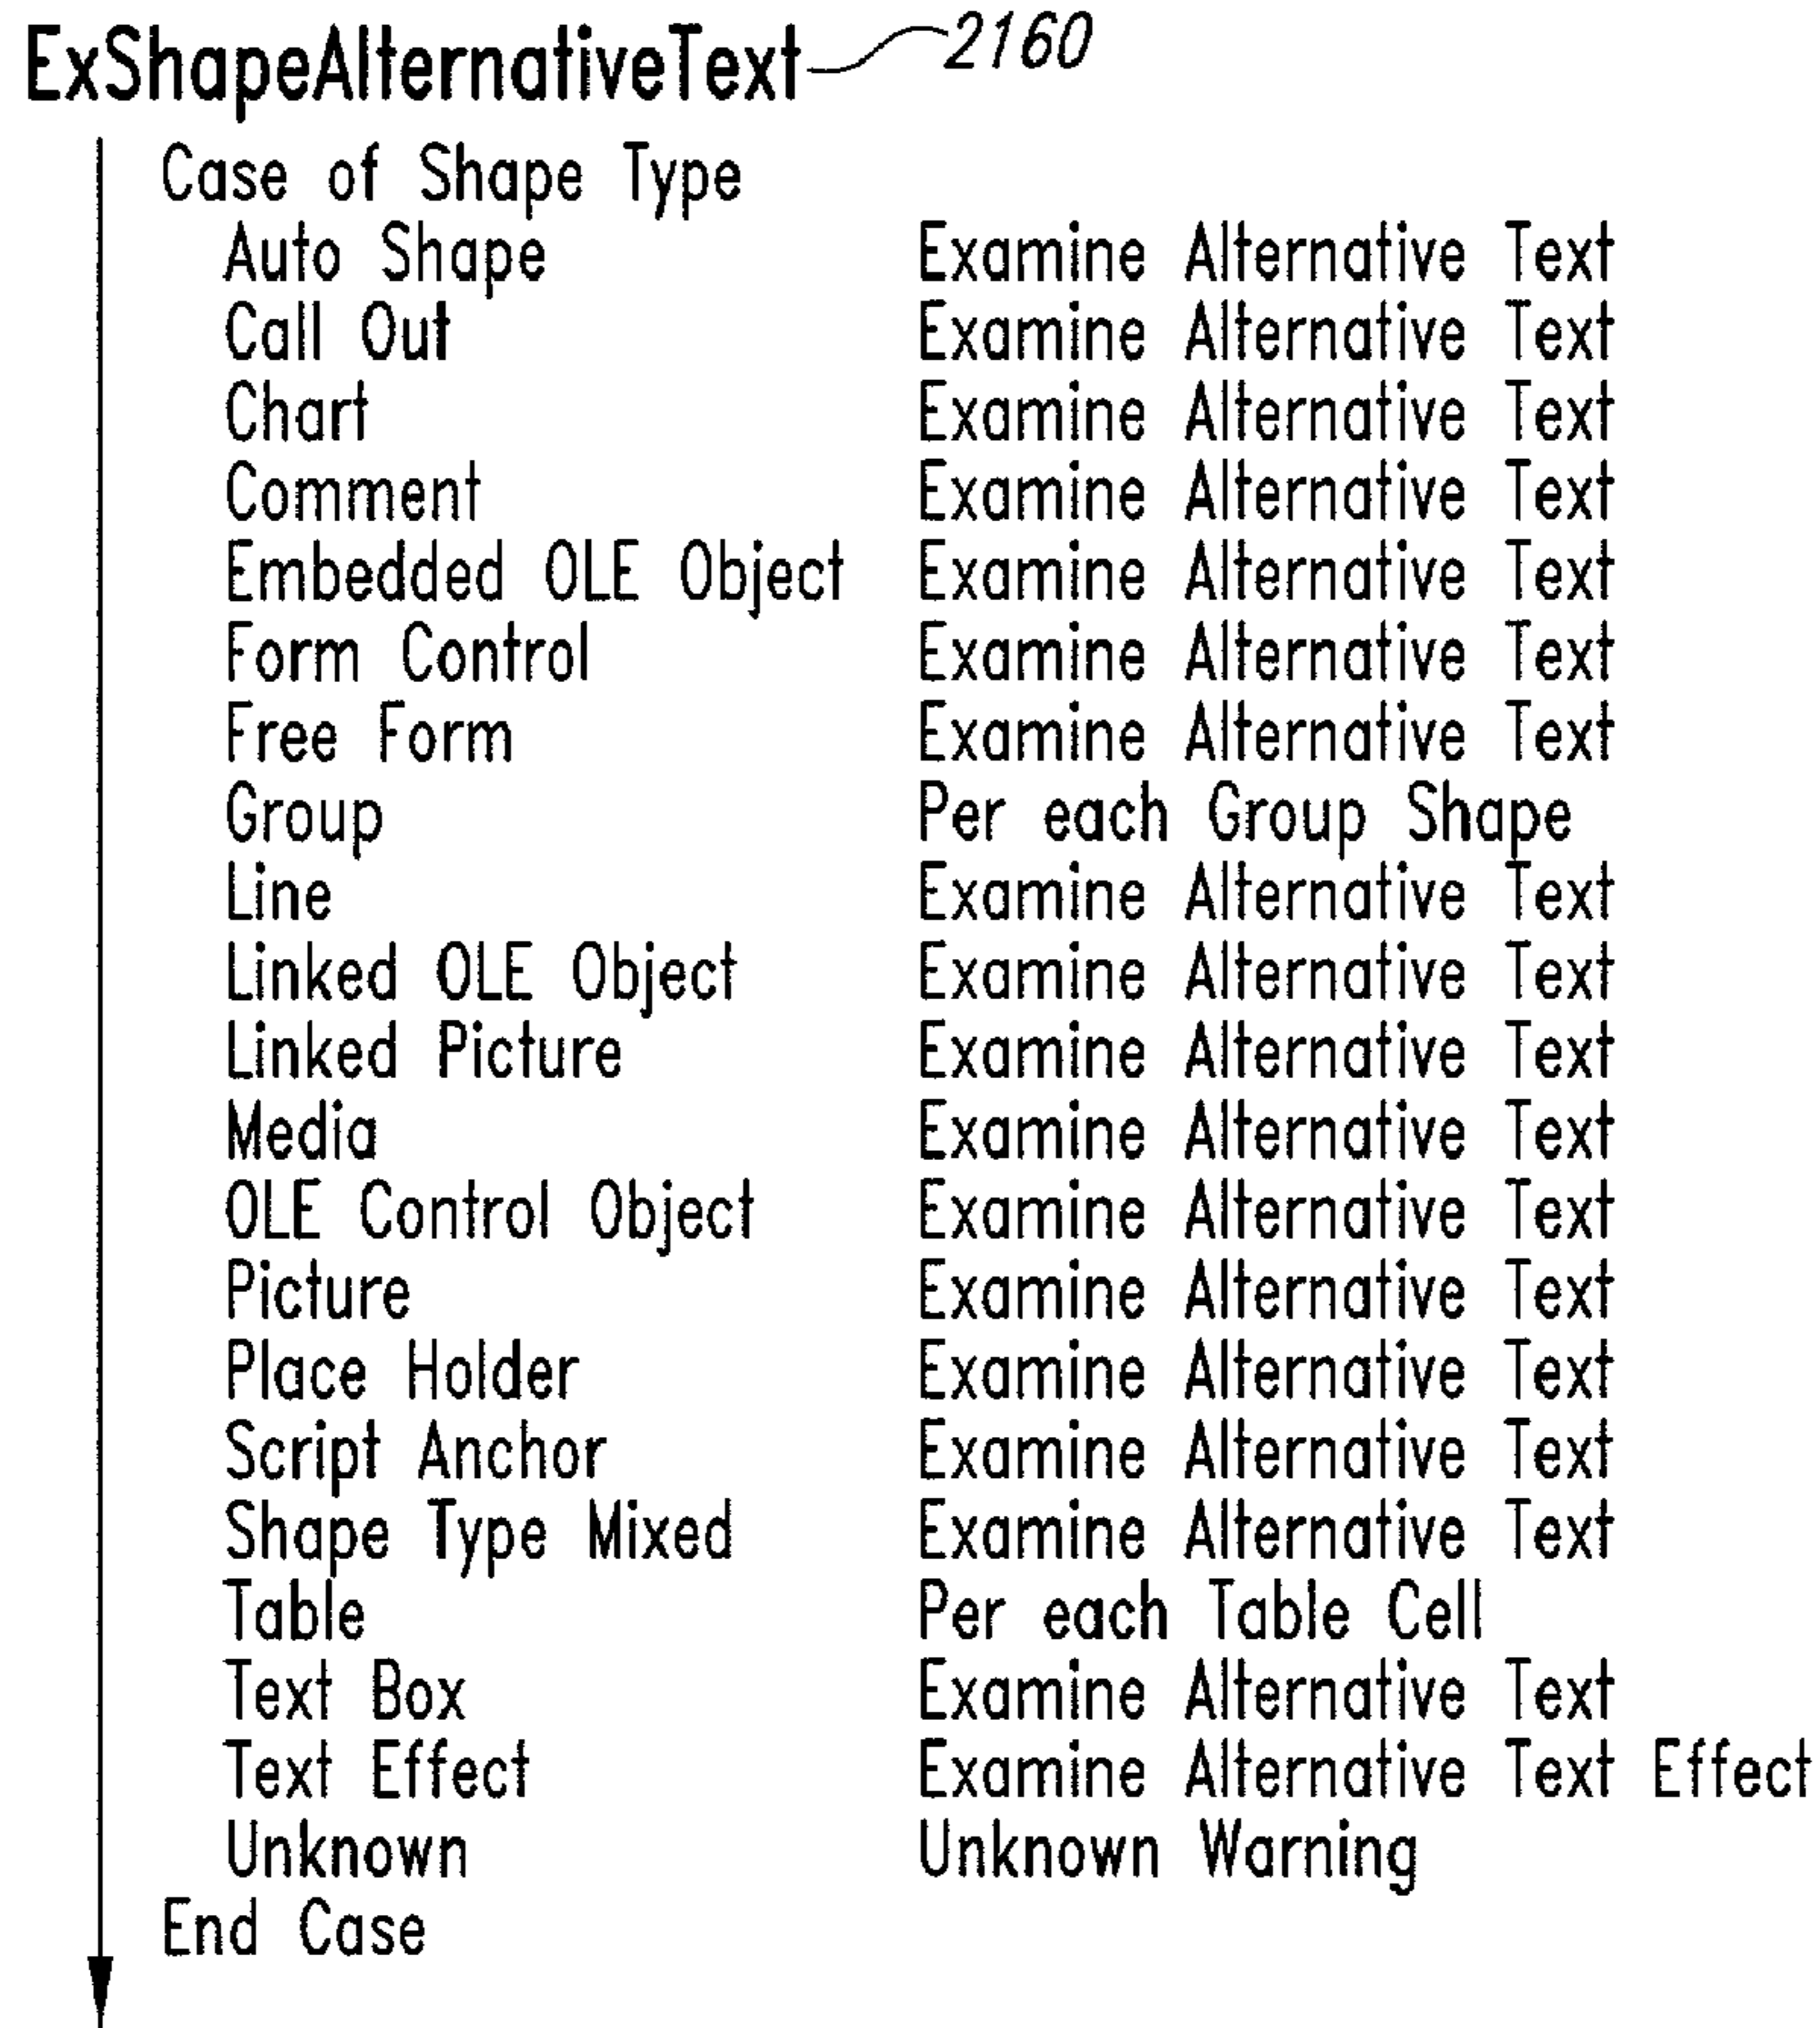 ExShapeAlternativeText 2160
Case of Shape Type
Auto Shape Examine Alternative Text
Call Out Examine Alternative Text
Chart Examine Alternative Text
Comment Examine Alternative Text
Embedded OLE Object Examine Alternative Text
Form Control Examine Alternative Text
Free Form Examine Alternative Text
Group Per each Group Shape
Line Examine Alternative Text
Linked OLE Object Examine Alternative Text
Linked Picture Examine Alternative Text
Media Examine Alternative Text
OLE Control Object Examine Alternative Text
Picture Examine Alternative Text
Place Holder Examine Alternative Text
Script Anchor Examine Alternative Text
Shape Type Mixed Examine Alternative Text
Table Per each Table Cell
Text Box Examine Alternative Text
Text Effect Examine Alternative Text Effect
Unknown Unknown Warning
End Case